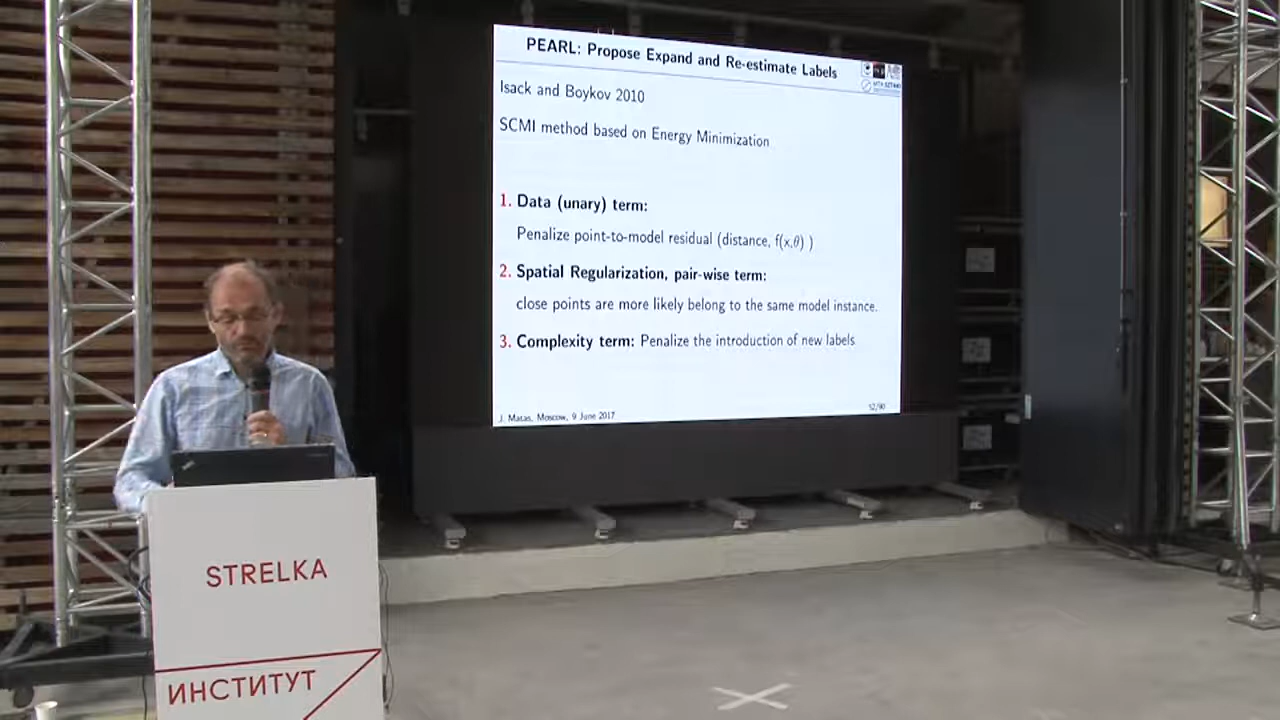 PEARL: Propose Expand and Re-estimate Labels
Isack and Boykov 2010
SCMI method based on Energy Minimization
1. Data (unary) term:
Penalize point-to-model residual (distance, f(x,θ) )
2. Spatial Regularization, pair-wise term:
close points are more likely belong to the same model instance.
3. Complexity term: Penalize the introduction of new labels
J. Matas, Moscow, 9 June 2017
52/90
STRELKA
ИНСТИТУТ